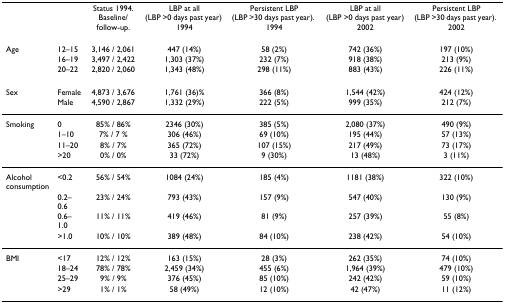 Status 1994. LBP at all Persistent LBP LBP at all Persistent LBP
Baseline/ (LBP >0 days past year) (LBP >30 days past year). (LBP >0 days past year) (LBP >30 days past year).
follow-up. 1994 1994 2002 2002
Age 12–15 3,146 / 2,061 447 (14%) 58 (2%) 742 (36%) 197 (10%)
16–19 3,497 / 2,422 1,303 (37%) 232 (7%) 918 (38%) 213 (9%)
20–22 2,820 / 2,060 1,343 (48%) 298 (11%) 883 (43%) 226 (11%)
Sex Female 4,873 / 3,676 1,761 (36)% 366 (8%) 1,544 (42%) 424 (12%)
Male 4,590 / 2,867 1,332 (29%) 222 (5%) 999 (35%) 212 (7%)
Smoking 0 85% / 86% 2346 (30%) 385 (5%) 2,080 (37%) 490 (9%)
1–10 7% / 7 % 306 (46%) 69 (10%) 195 (44%) 57 (13%)
11–20 8% / 7% 365 (72%) 107 (15%) 217 (49%) 73 (17%)
>20 0% / 0% 33 (72%) 9 (30%) 13 (48%) 3 (11%)
Alcohol <0.2 56% / 54% 1084 (24%) 185 (4%) 1181 (38%) 322 (10%)
consumption
0.2– 23% / 24% 793 (43%) 157 (9%) 547 (40%) 130 (9%)
0.6
0.6– 11% / 11% 419 (46%) 81 (9%) 257 (39%) 55 (8%)
1.0
>1.0 10% / 10% 389 (48%) 84 (10%) 238 (42%) 54 (10%)
BMI <17 12% / 12% 163 (15%) 28 (3%) 262 (35%) 74 (10%)
18–24 78% / 78% 2,459 (34%) 455 (6%) 1,964 (39%) 479 (10%)
25–29 9% / 9% 376 (45%) 85 (10%) 242 (42%) 59 (10%)
>29 1% / 1% 58 (49%) 12 (10%) 42 (47%) 11 (12%)